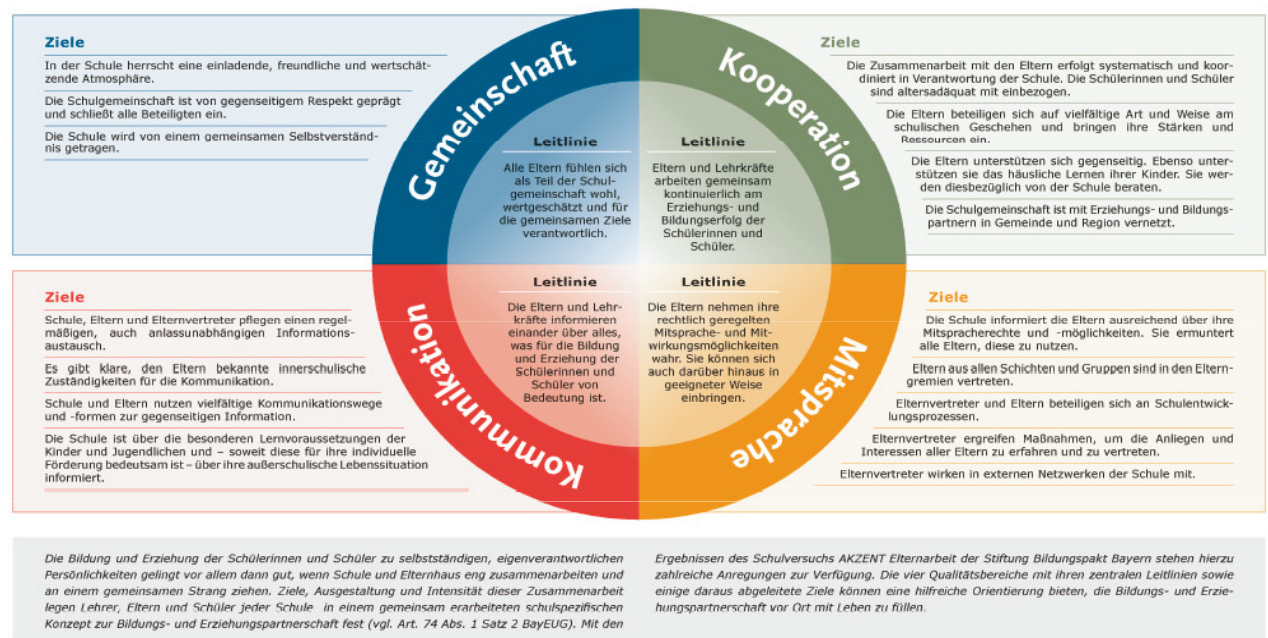 Gemeinschaft
Ziele
In der Schule herrscht eine einladende, freundliche und wertschät-
zende Atmosphäre.
Die Schulgemeinschaft ist von gegenseitigem Respekt geprägt
und schließt alle Beteiligten ein.
Die Schule wird von einem gemeinsamen Selbstverständ-
nis getragen.
Leitlinie
Alle Eltern fühlen sich
als Teil der Schul-
gemeinschaft wohl,
wertgeschätzt und für
die gemeinsamen Ziele
verantwortlich.
Kooperation
Leitlinie
Eltern und Lehrkräfte
arbeiten gemeinsam
kontinuierlich am
Erziehungs- und
Bildungserfolg der
Schülerinnen und
Schüler.
Ziele
Die Zusammenarbeit mit den Eltern erfolgt systematisch und koor-
diniert in Verantwortung der Schule. Die Schülerinnen und Schüler
sind altersadäquat mit einbezogen.
Die Eltern beteiligen sich auf vielfältige Art und Weise am
schulischen Geschehen und bringen ihre Stärken und
Ressourcen ein.
Die Eltern unterstützen sich gegenseitig. Ebenso unter-
stützen sie das häusliche Lernen ihrer Kinder. Sie wer-
den diesbezüglich von der Schule beraten.
Die Schulgemeinschaft ist mit Erziehungs- und Bildungs-
partnern in Gemeinde und Region vernetzt.
Kommunikation
Ziele
Schule, Eltern und Elternvertreter pflegen einen regel-
mäßigen, auch anlassunabhängigen Informations-
austausch.
Es gibt klare, den Eltern bekannte innerschulische
Zuständigkeiten für die Kommunikation.
Schule und Eltern nutzen vielfältige Kommunikationswege
und -formen zur gegenseitigen Information.
Die Schule ist über die besonderen Lernvoraussetzungen der
Kinder und Jugendlichen und – soweit diese für ihre individuelle
Förderung bedeutsam ist – über ihre außerschulische Lebenssituation
informiert.
Leitlinie
Die Eltern und Lehr-
kräfte informieren
einander über alles,
was für die Bildung
und Erziehung der
Schülerinnen und
Schüler von
Bedeutung ist.
Mitsprache
Leitlinie
Die Eltern nehmen ihre
rechtlich geregelten
Mitsprache- und Mit-
wirkungsmöglichkeiten
wahr. Sie können sich
auch darüber hinaus in
geeigneter Weise
einbringen.
Ziele
Die Schule informiert die Eltern ausreichend über ihre
Mitspracherechte und -möglichkeiten. Sie ermuntert
alle Eltern, diese zu nutzen.
Eltern aus allen Schichten und Gruppen sind in den Eltern-
gremien vertreten.
Elternvertreter und Eltern beteiligen sich an Schulentwick-
lungsprozessen.
Elternvertreter ergreifen Maßnahmen, um die Anliegen und
Interessen aller Eltern zu erfahren und zu vertreten.
Elternvertreter wirken in externen Netzwerken der Schule mit.
Die Bildung und Erziehung der Schülerinnen und Schüler zu selbstständigen, eigenverantwortlichen
Persönlichkeiten gelingt vor allem dann gut, wenn Schule und Elternhaus eng zusammenarbeiten und
an einem gemeinsamen Strang ziehen. Ziele, Ausgestaltung und Intensität dieser Zusammenarbeit
legen Lehrer, Eltern und Schüler jeder Schule in einem gemeinsam erarbeiteten schulspezifischen
Konzept zur Bildungs- und Erziehungspartnerschaft fest (vgl. Art. 74 Abs. 1 Satz 2 BayEUG). Mit den
Ergebnissen des Schulversuchs AKZENT Elternarbeit der Stiftung Bildungspakt Bayern stehen hierzu
zahlreiche Anregungen zur Verfügung. Die vier Qualitätsbereiche mit ihren zentralen Leitlinien sowie
einige daraus abgeleitete Ziele können eine hilfreiche Orientierung bieten, die Bildungs- und Erzie-
hungspartnerschaft vor Ort mit Leben zu füllen.